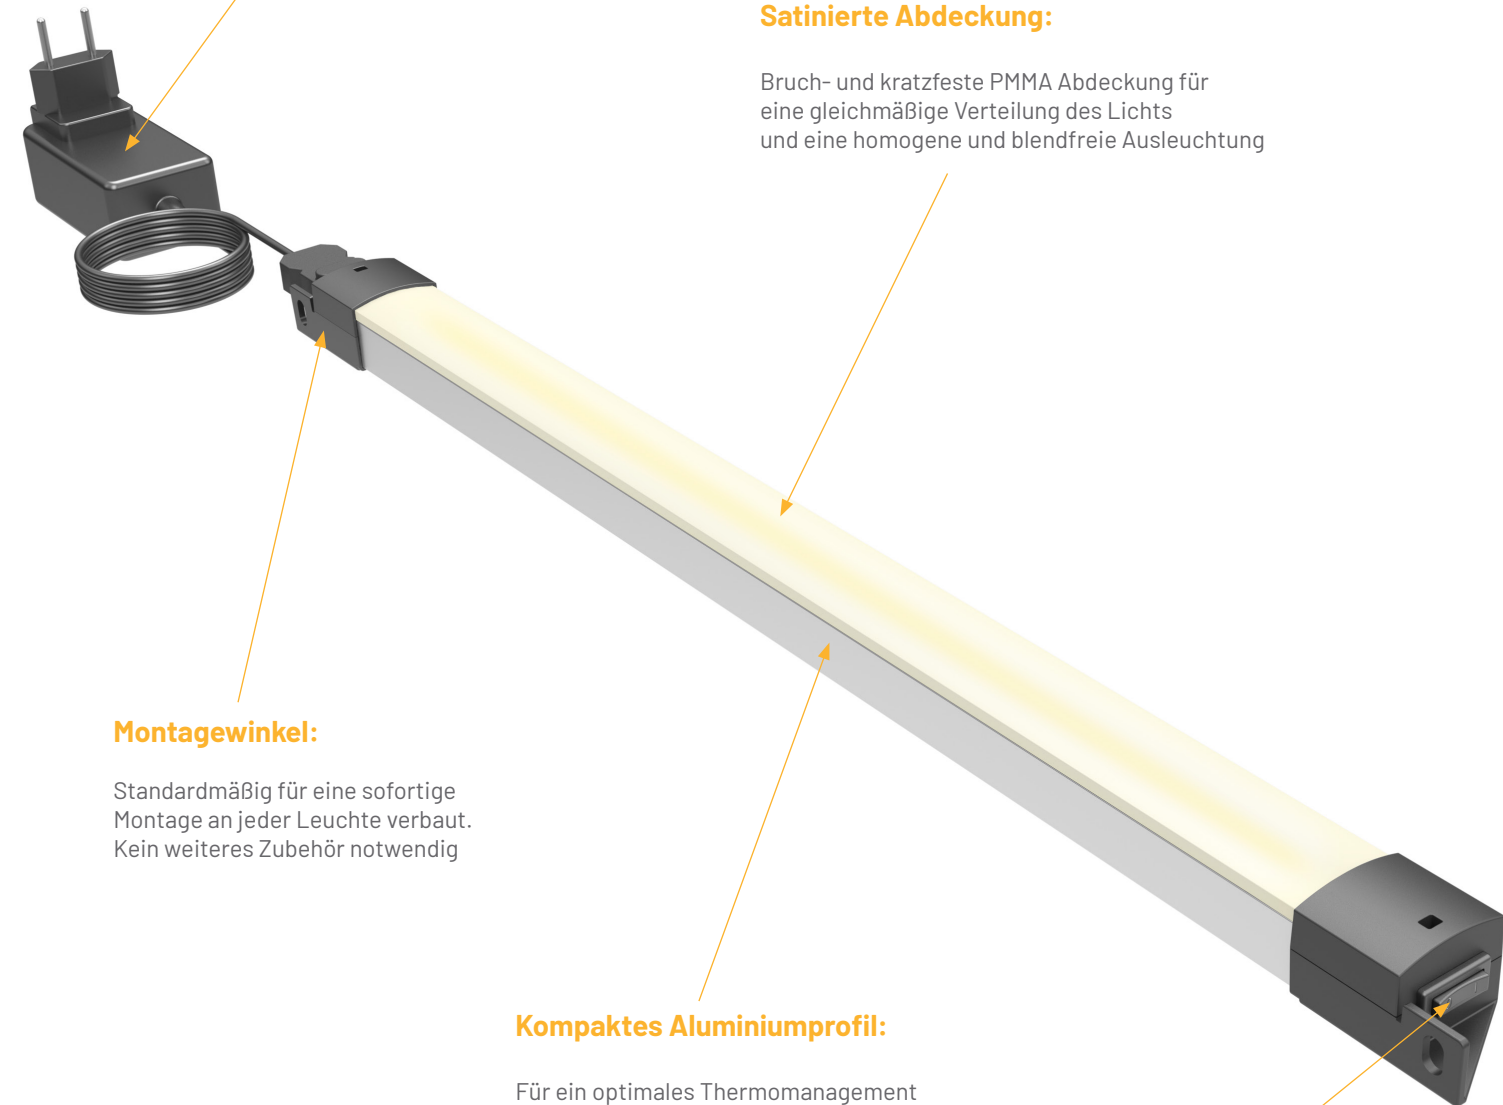 Satinierte Abdeckung:
Bruch- und kratzfeste PMMA Abdeckung für
eine gleichmäßige Verteilung des Lichts
und eine homogene und blendfreie Ausleuchtung
Montagewinkel:
Standardmäßig für eine sofortige
Montage an jeder Leuchte verbaut.
Kein weiteres Zubehör notwendig
Kompaktes Aluminiumprofil:
Für ein optimales Thermomanagement